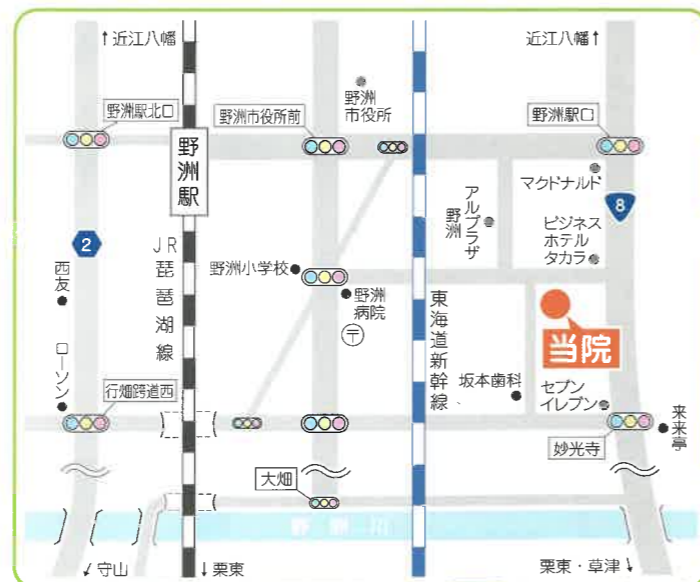 ↑近江八幡
近江八幡↑
野洲駅北口
野洲市役所前
野洲
市役所
野洲駅口
野洲駅
マクドナルド
8
アル
プラザ
野洲
ビジネス
ホテル
タカラ
2
JR
琵琶湖線
野洲小学校
野洲
病院
〒
東海道新幹線
西友
当院
ローソン
坂本歯科
セブン
イレブン
行畑跨道西
妙光寺
来来亭
大畑
野洲川
↙守山
↓栗東
栗東・草津↓